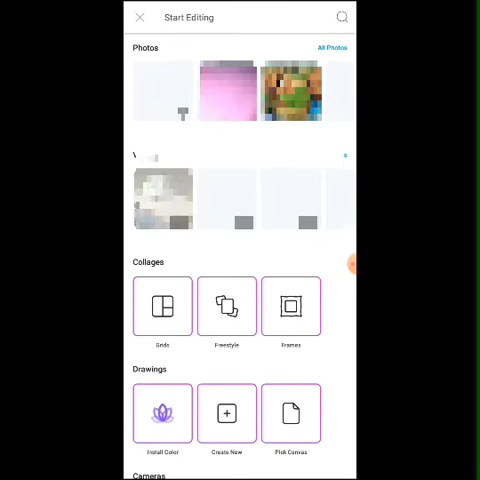 Start Editing
Photos All Photos
Collages
Grids Freestyle Frames
Drawings
Install Color Create New Pick Canvas
Cameras